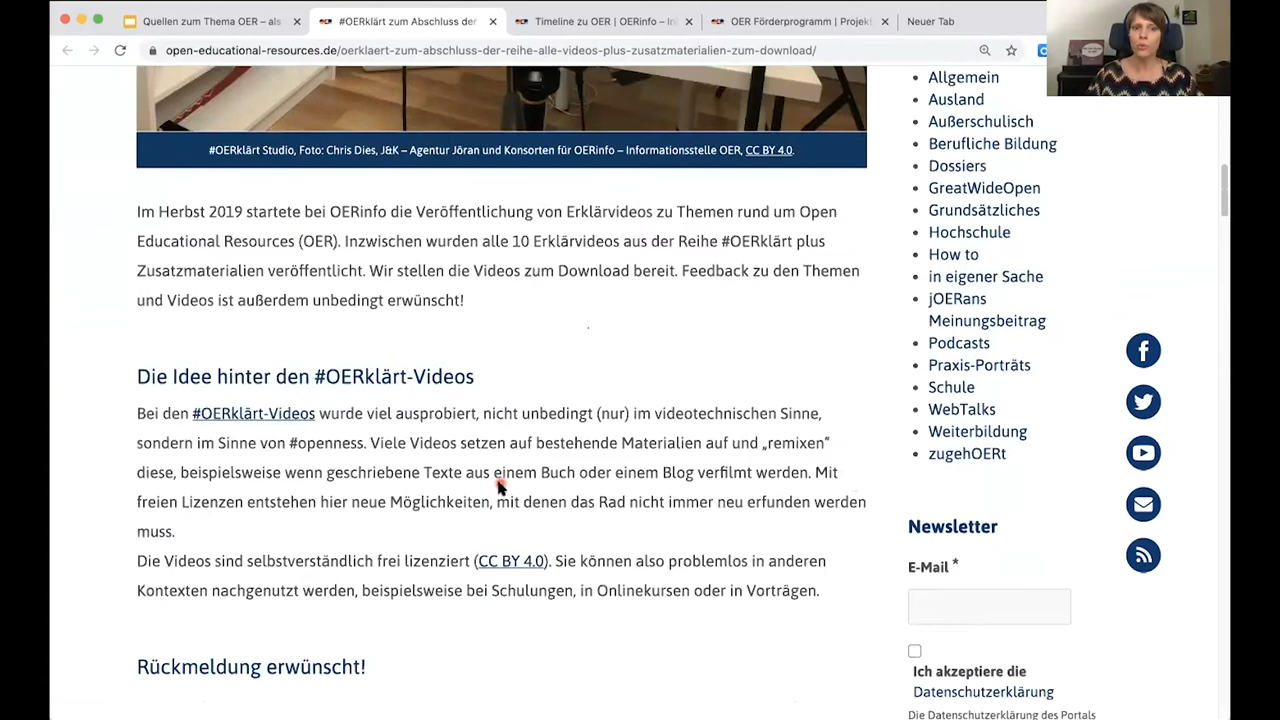 Quellen zum Thema OER – als
#OERklärt zum Abschluss der
Timeline zu OER | OERinfo – In
OER Förderprogramm | Projekt
Neuer Tab
open-educational-resources.de/oerklaert-zum-abschluss-der-reihe-alle-videos-plus-zusatzmaterialien-zum-download/
#OERklärt Studio, Foto: Chris Dies, J&K – Agentur Jöran und Konsorten für OERinfo – Informationsstelle OER, CC BY 4.0.
Im Herbst 2019 startete bei OERinfo die Veröffentlichung von Erklärvideos zu Themen rund um Open
Educational Resources (OER). Inzwischen wurden alle 10 Erklärvideos aus der Reihe #OERklärt plus
Zusatzmaterialien veröffentlicht. Wir stellen die Videos zum Download bereit. Feedback zu den Themen
und Videos ist außerdem unbedingt erwünscht!
Die Idee hinter den #OERklärt-Videos
Bei den #OERklärt-Videos wurde viel ausprobiert, nicht unbedingt (nur) im videotechnischen Sinne,
sondern im Sinne von #openness. Viele Videos setzen auf bestehende Materialien auf und „remixen“
diese, beispielsweise wenn geschriebene Texte aus einem Buch oder einem Blog verfilmt werden. Mit
freien Lizenzen entstehen hier neue Möglichkeiten, mit denen das Rad nicht immer neu erfunden werden
muss.
Die Videos sind selbstverständlich frei lizenziert (CC BY 4.0). Sie können also problemlos in anderen
Kontexten nachgenutzt werden, beispielsweise bei Schulungen, in Onlinekursen oder in Vorträgen.
Rückmeldung erwünscht!
Allgemein
Ausland
Außerschulisch
Berufliche Bildung
Dossiers
GreatWideOpen
Grundsätzliches
Hochschule
How to
in eigener Sache
jOERans
Meinungsbeitrag
Podcasts
Praxis-Porträts
Schule
WebTalks
Weiterbildung
zugehOERt
Newsletter
E-Mail *
Ich akzeptiere die
Datenschutzerklärung
Die Datenschutzerklärung des Portals